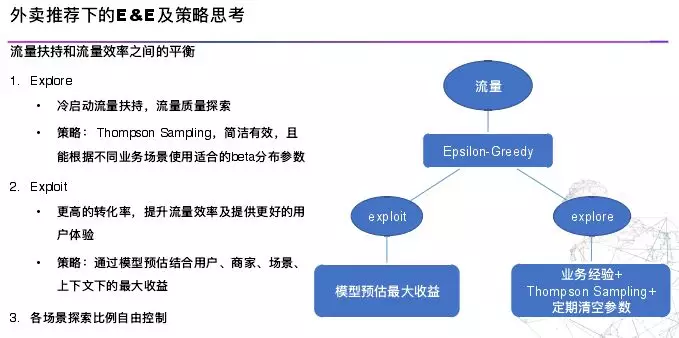 外卖推荐下的E&E及策略思考
流量扶持和流量效率之间的平衡
1. Explore
• 冷启动流量扶持，流量质量探索
• 策略： Thompson Sampling，简洁有效，且
能根据不同业务场景使用适合的beta分布参数
2. Exploit
• 更高的转化率，提升流量效率及提供更好的用
户体验
• 策略：通过模型预估结合用户、商家、场景、
上下文下的最大收益
3. 各场景探索比例自由控制
流量
Epsilon-Greedy
exploit
explore
模型预估最大收益
业务经验+
Thompson Sampling+
定期清空参数